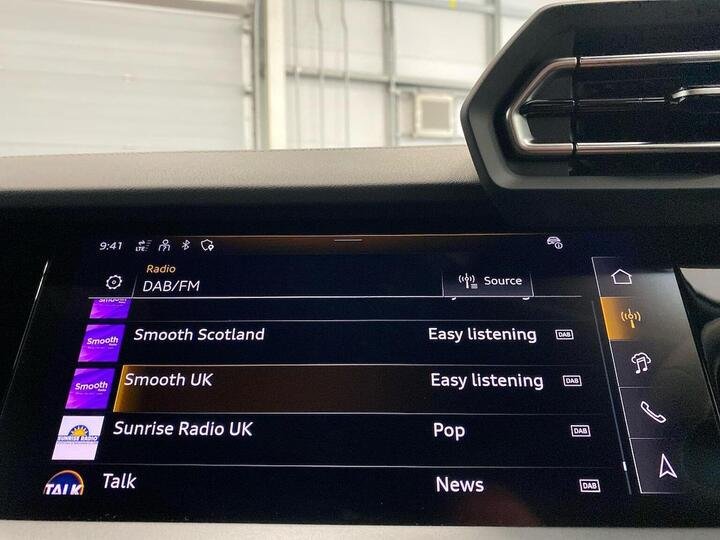 9:41 LTE
Radio
DAB/FM
Source
Smooth Scotland Easy listening DAB
Smooth
Smooth UK Easy listening DAB
Smooth
Sunrise Radio UK Pop DAB
SUNRISE RADIO
Talk News DAB
TALK